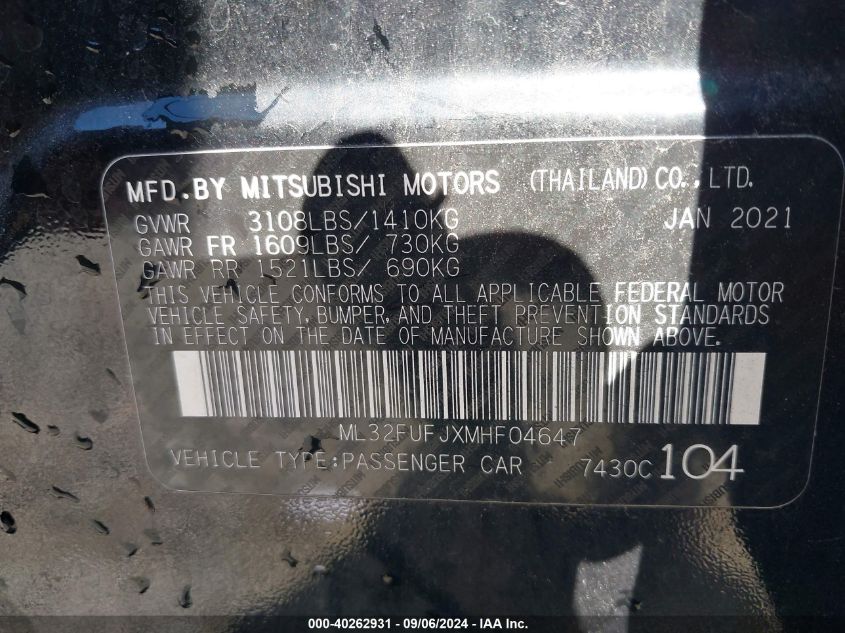 MFD.BY MITSUBISHI MOTORS (THAILAND) CO., LTD.
GVWR 3108LBS/1410KG JAN 2021
GAWR FR 1609LBS/ 730KG
GAWR RR 1521LBS/ 690KG
THIS VEHICLE CONFORMS TO ALL APPLICABLE FEDERAL MOTOR
VEHICLE SAFETY, BUMPER, AND THEFT PREVENTION STANDARDS
IN EFFECT ON THE DATE OF MANUFACTURE SHOWN ABOVE.
ML32FUFJXMHF04647
VEHICLE TYPE:PASSENGER CAR 7430C 104
000-40262931 - 09/06/2024 - IAA Inc.